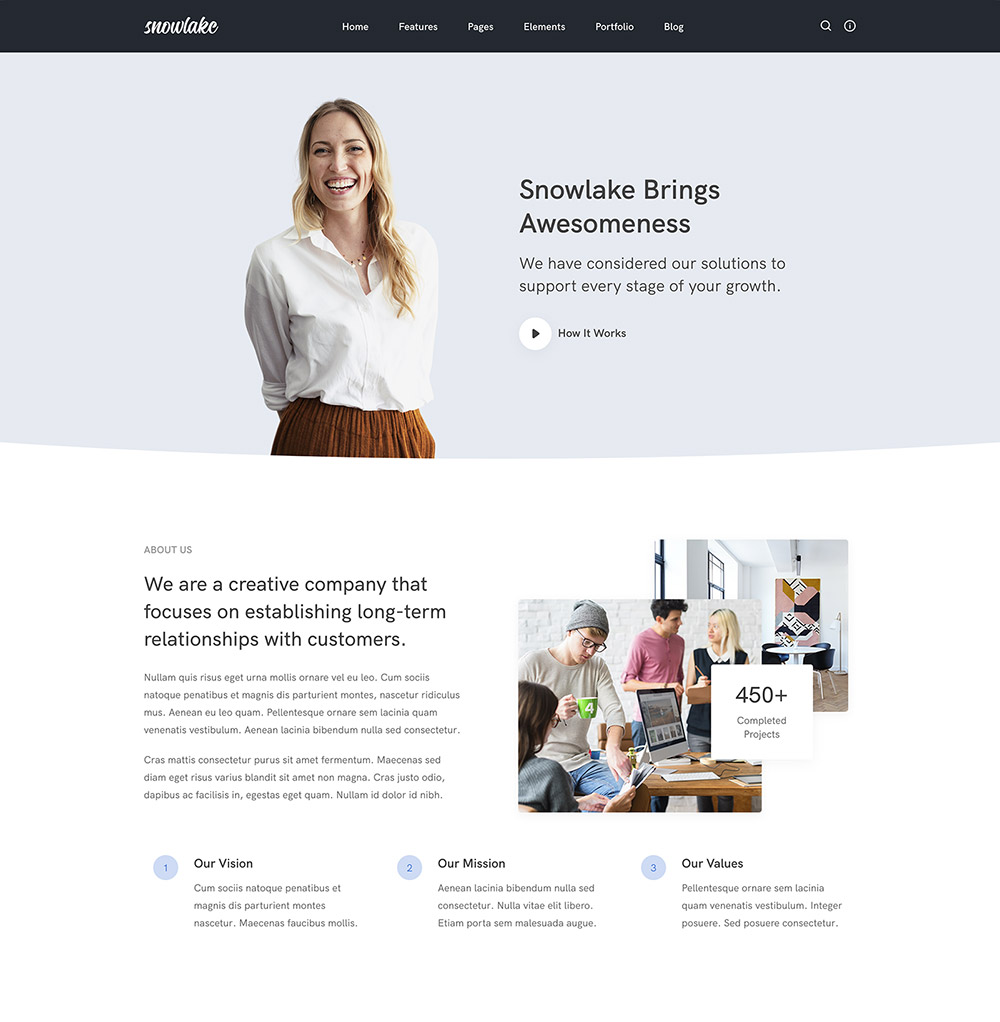 snowlake
Home Features Pages Elements Portfolio Blog
Snowlake Brings
Awesomeness
We have considered our solutions to
support every stage of your growth.
How It Works
ABOUT US
We are a creative company that
focuses on establishing long-term
relationships with customers.
Nullam quis risus eget urna mollis ornare vel eu leo. Cum sociis
natoque penatibus et magnis dis parturient montes, nascetur ridiculus
mus. Aenean eu leo quam. Pellentesque ornare sem lacinia quam
venenatis vestibulum. Aenean lacinia bibendum nulla sed consectetur.
Cras mattis consectetur purus sit amet fermentum. Maecenas sed
diam eget risus varius blandit sit amet non magna. Cras justo odio,
dapibus ac facilisis in, egestas eget quam. Nullam id dolor id nibh.
4
450+
Completed
Projects
1
Our Vision
Cum sociis natoque penatibus et
magnis dis parturient montes
nascetur. Maecenas faucibus mollis.
2
Our Mission
Aenean lacinia bibendum nulla sed
consectetur. Nulla vitae elit libero.
Etiam porta sem malesuada augue.
3
Our Values
Pellentesque ornare sem lacinia
quam venenatis vestibulum. Integer
posuere. Sed posuere consectetur.